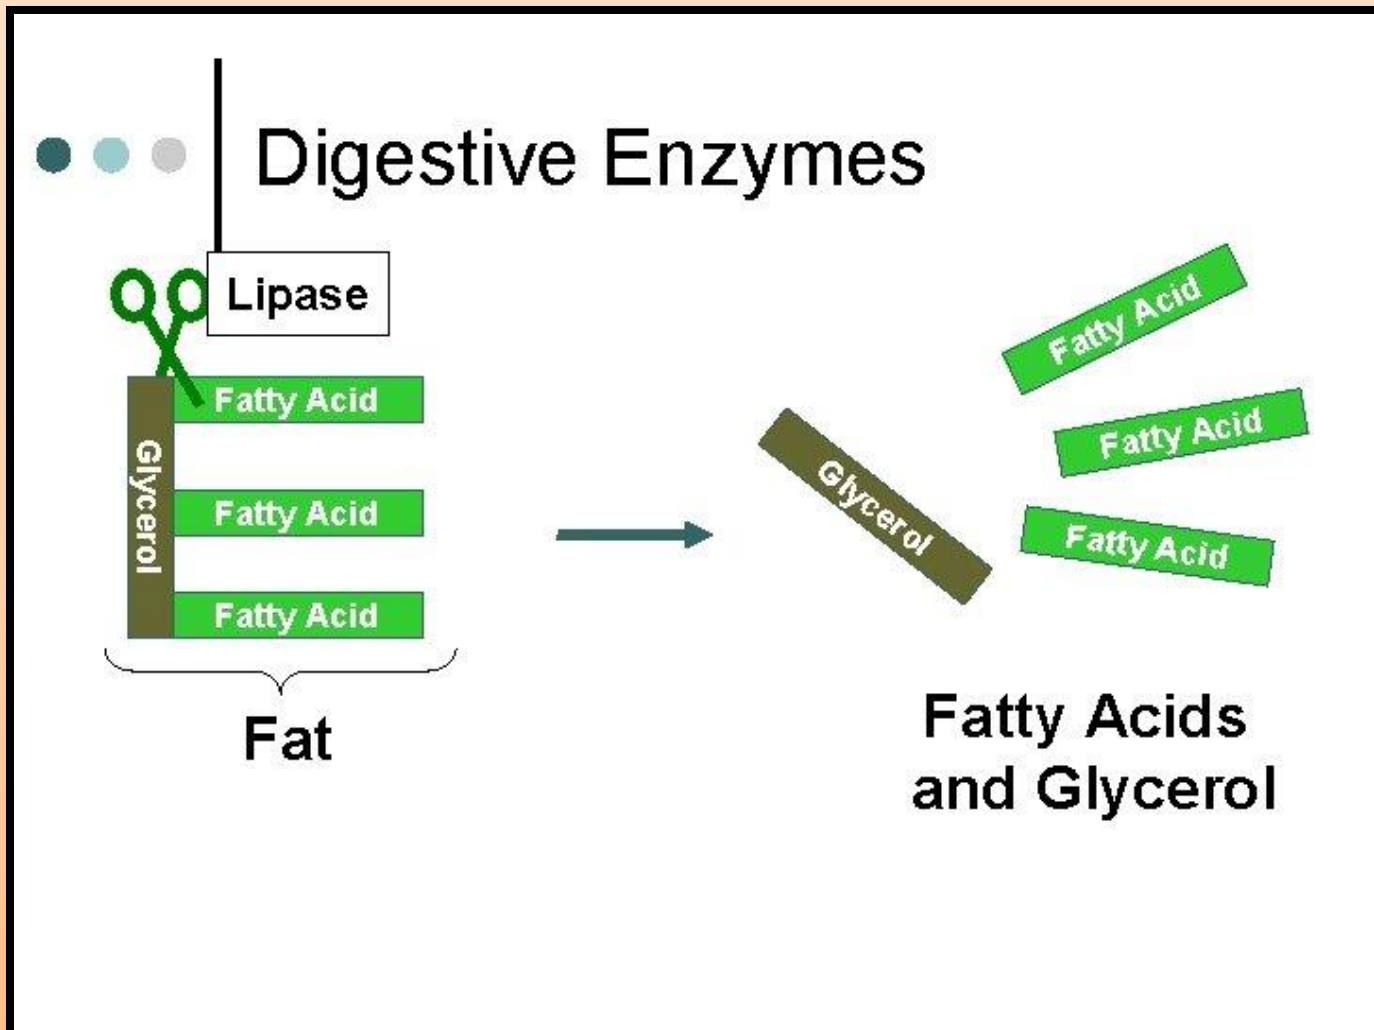 Digestive Enzymes
Lipase
Glycerol
Fatty Acid
Fatty Acid
Fatty Acid
Fat
Glycerol
Fatty Acid
Fatty Acid
Fatty Acid
Fatty Acids
and Glycerol